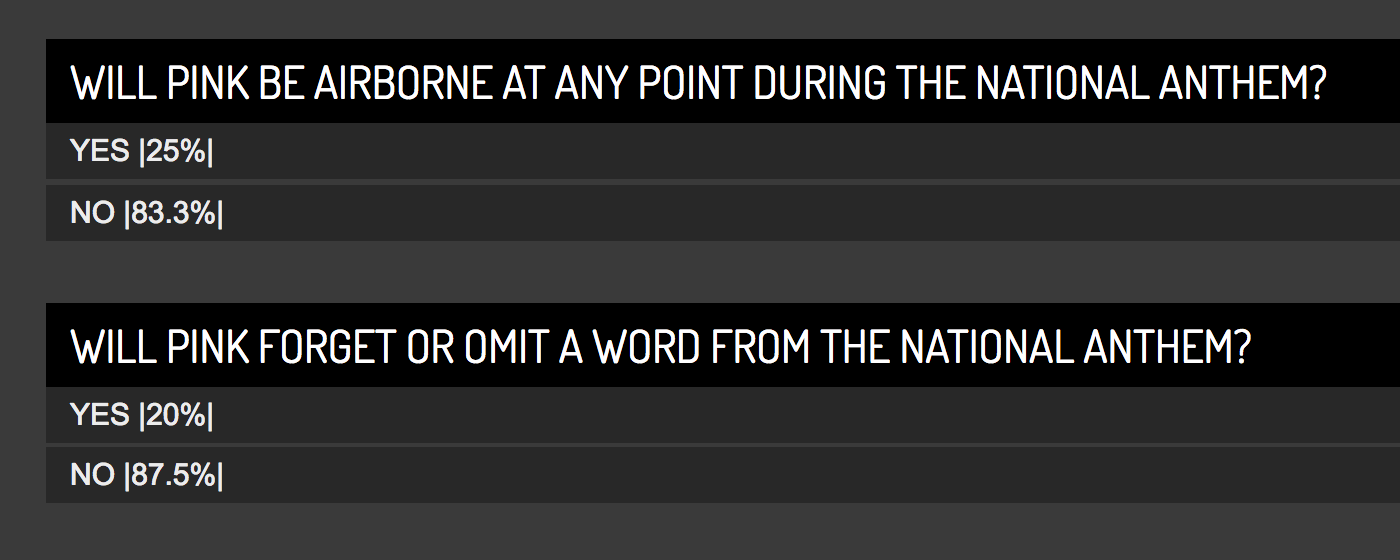 WILL PINK BE AIRBORNE AT ANY POINT DURING THE NATIONAL ANTHEM?
YES |25%|
NO |83.3%|
WILL PINK FORGET OR OMIT A WORD FROM THE NATIONAL ANTHEM?
YES |20%|
NO |87.5%|